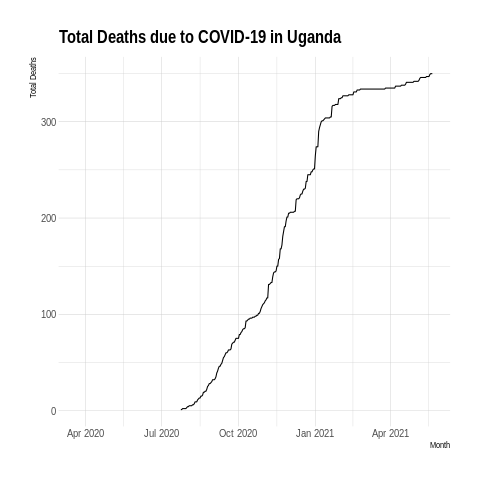 Total Deaths due to COVID-19 in Uganda
Total Deaths
300
200
100
0
Apr 2020 Jul 2020 Oct 2020 Jan 2021 Apr 2021
Month